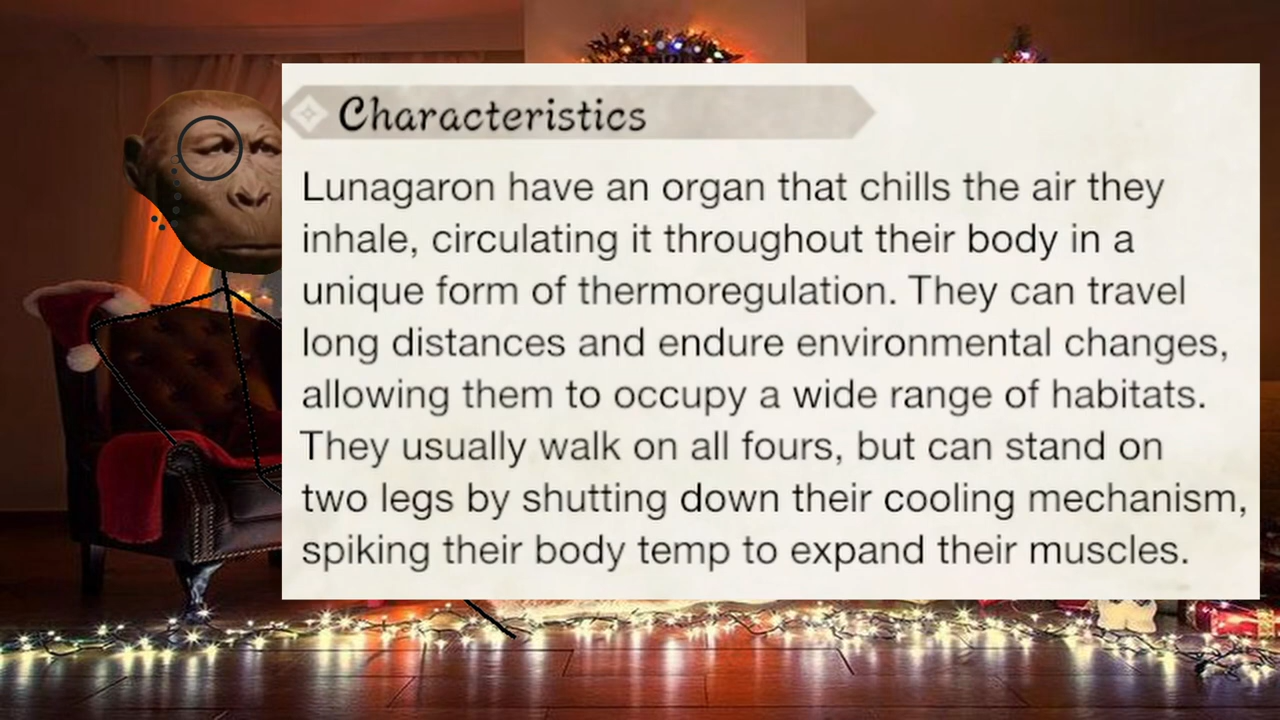 Characteristics
Lunagaron have an organ that chills the air they
inhale, circulating it throughout their body in a
unique form of thermoregulation. They can travel
long distances and endure environmental changes,
allowing them to occupy a wide range of habitats.
They usually walk on all fours, but can stand on
two legs by shutting down their cooling mechanism,
spiking their body temp to expand their muscles.